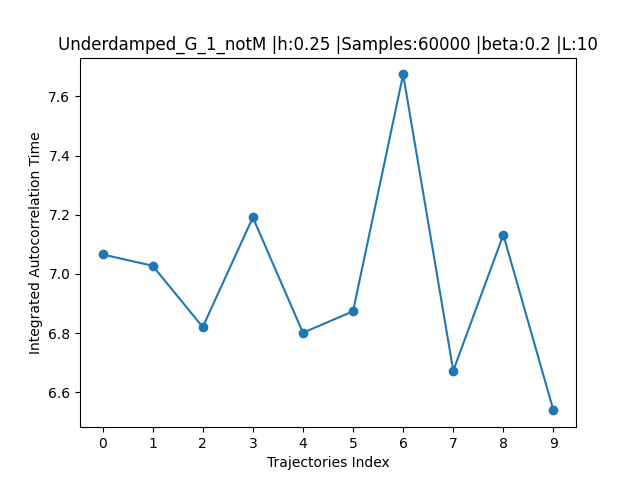 Underdamped_G_1_notM |h:0.25 |Samples:60000 |beta:0.2 |L:10
Integrated Autocorrelation Time
7.6
7.4
7.2
7.0
6.8
6.6
0 1 2 3 4 5 6 7 8 9
Trajectories Index